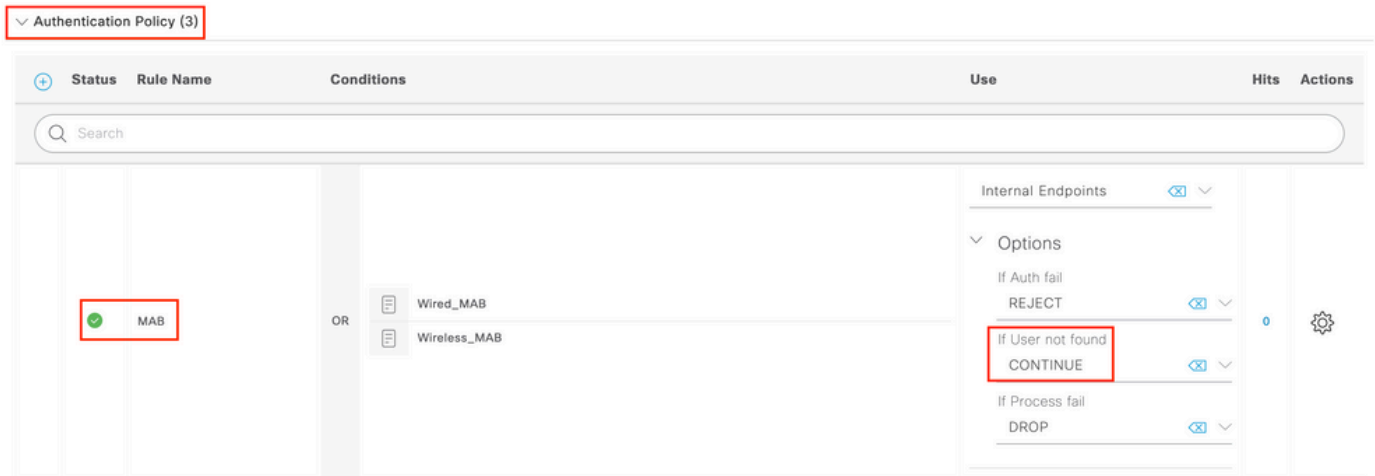 Authentication Policy (3)
Status Rule Name Conditions Use Hits Actions
Search
Internal Endpoints
Options
If Auth fail
REJECT
Wired_MAB
MAB
OR
Wireless_MAB
If User not found
CONTINUE
0
If Process fail
DROP